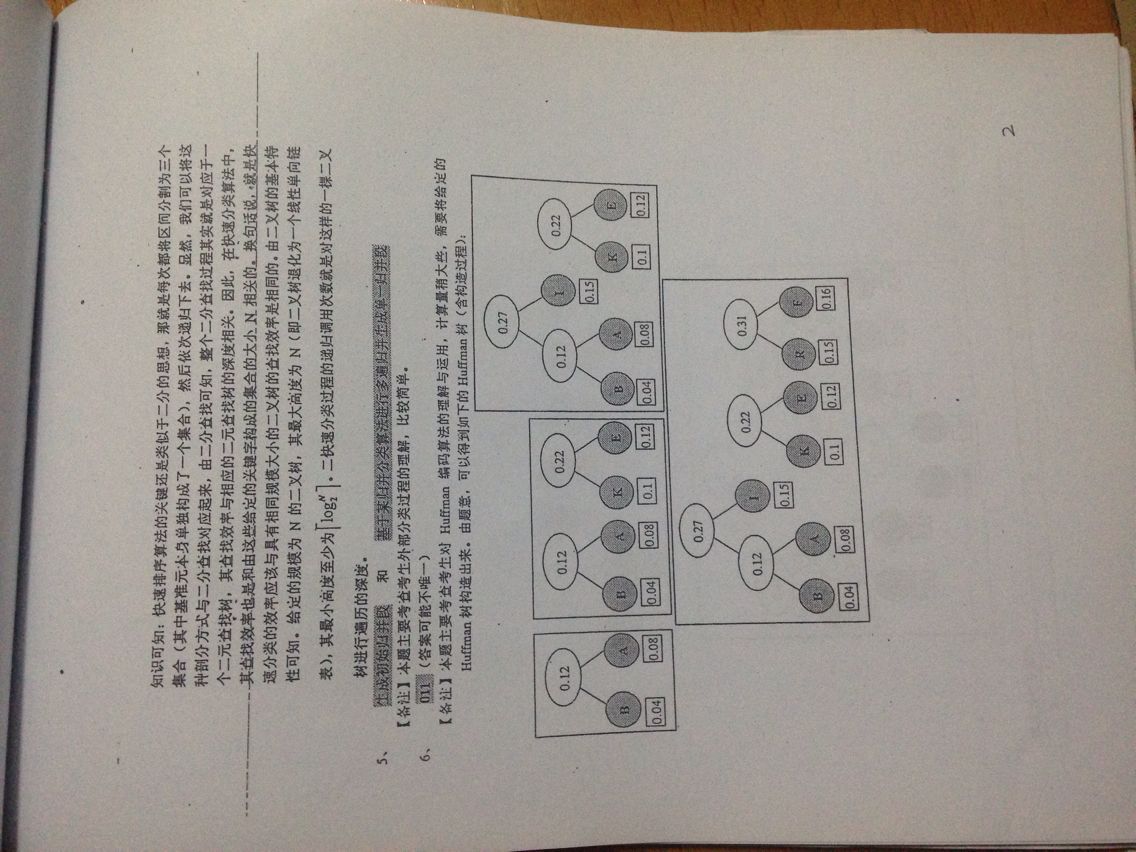 知识可知：快速排序算法的关键还是类似于二分的思想，那就是每次都将区间分割为三个
集合（其中基准元本身单独构成了一个集合），然后依次递归下去。显然，我们可以将这
种剖分方式与二分查找对应起来，由二分查找可知，整个二分查找过程其实就是对应于一
个二元查找树，其查找效率与相应的二元查找树的深度相关。因此，在快速分类算法中，
其查找效率也是和由这些给定的关键字构成的集合的大小 N 相关的。换句话说，就是快
速分类的效率应该与具有相同规模大小的二叉树的查找效率是相同的。由二叉树的基本特
性可知。给定的规模为 N 的二叉树，其最大高度为 N（即二叉树退化为一个线性单向链
表），其最小高度至少为⌈log₂ᴺ⌉。二快速分类过程的递归调用次数就是对这样的一棵二叉
树进行遍历的深度。
5、 生成初始归并段 和 基于某归并分类算法进行多遍归并生成单一归并段
【备注】本题主要考查考生外部分类过程的理解，比较简单。
6、 011 （答案可能不唯一）
【备注】本题主要考查考生对 Huffman 编码算法的理解与运用，计算量稍大些，需要将给定的
Huffman 树构造出来。由题意，可以得到如下的 Huffman 树（含构造过程）：
0.12
B A
0.04 0.08
0.12 0.22
B A K E
0.04 0.08 0.1 0.12
0.27 0.22
0.12 I K E
0.15 0.1 0.12
B A
0.04 0.08
0.27 0.22 0.31
0.12 I K E R F
0.15 0.1 0.12 0.15 0.16
B A
0.04 0.08
2